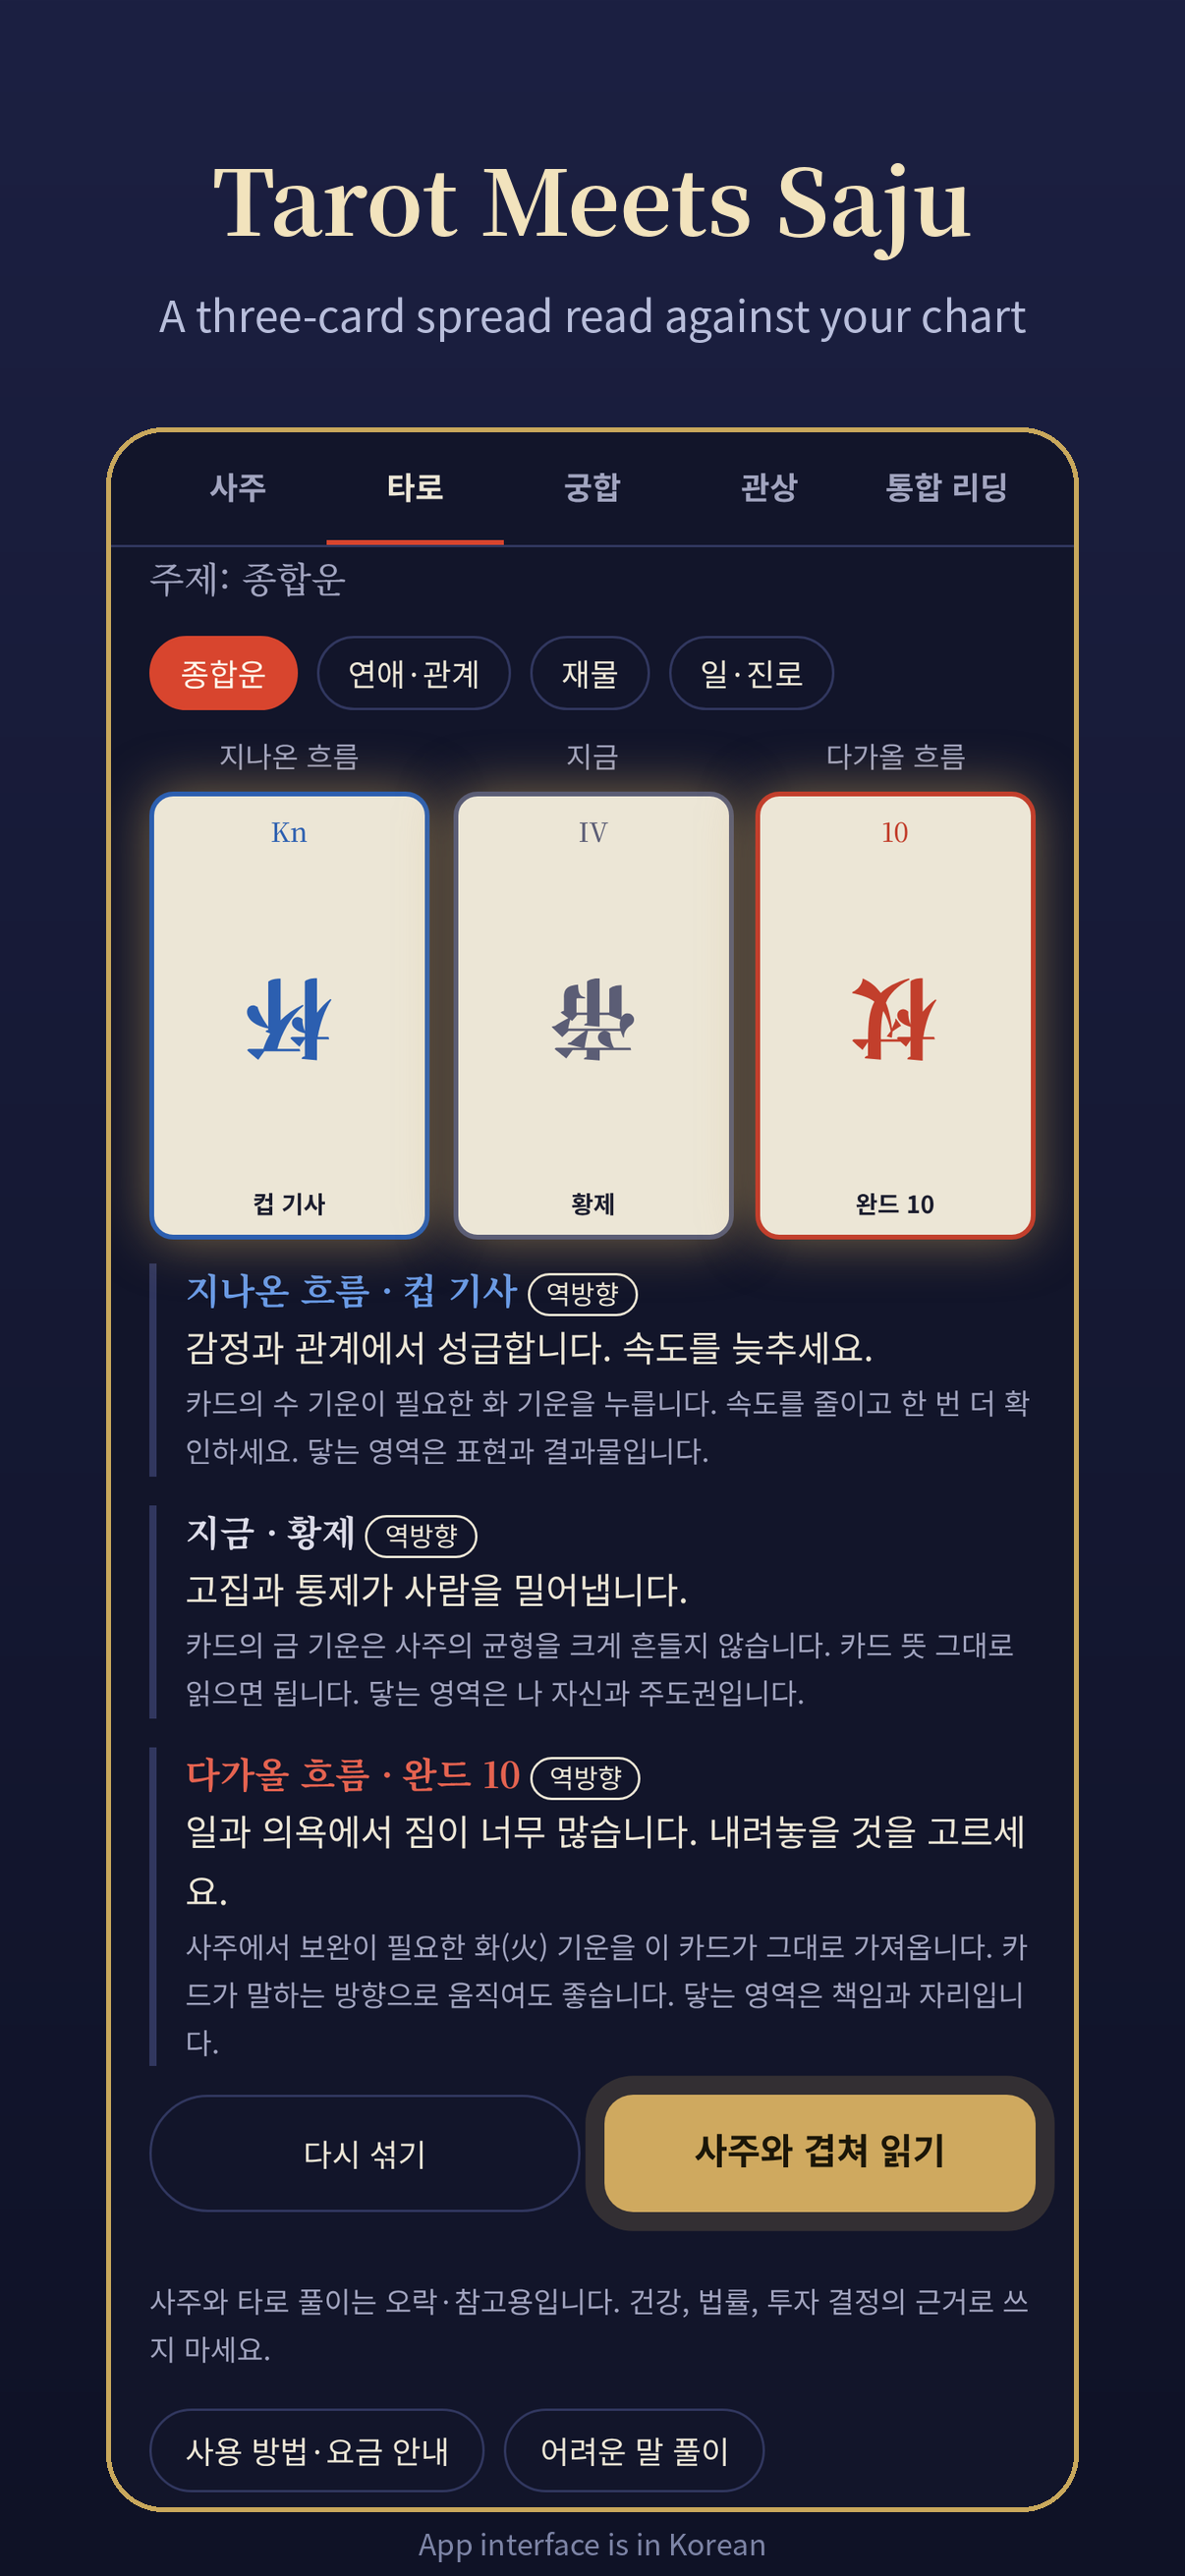 Tarot Meets Saju
A three-card spread read against your chart
사주 타로 궁합 관상 통합 리딩
주제: 종합운
종합운 연애·관계 재물 일·진로
지나온 흐름 지금 다가올 흐름
Kn IV 10
杯 帝 杖
컵 기사 황제 완드 10
지나온 흐름 · 컵 기사 역방향
감정과 관계에서 성급합니다. 속도를 늦추세요.
카드의 수 기운이 필요한 화 기운을 누릅니다. 속도를 줄이고 한 번 더 확
인하세요. 닿는 영역은 표현과 결과물입니다.
지금 · 황제 역방향
고집과 통제가 사람을 밀어냅니다.
카드의 금 기운은 사주의 균형을 크게 흔들지 않습니다. 카드 뜻 그대로
읽으면 됩니다. 닿는 영역은 나 자신과 주도권입니다.
다가올 흐름 · 완드 10 역방향
일과 의욕에서 짐이 너무 많습니다. 내려놓을 것을 고르세
요.
사주에서 보완이 필요한 화(火) 기운을 이 카드가 그대로 가져옵니다. 카
드가 말하는 방향으로 움직여도 좋습니다. 닿는 영역은 책임과 자리입니
다.
다시 섞기 사주와 겹쳐 읽기
사주와 타로 풀이는 오락·참고용입니다. 건강, 법률, 투자 결정의 근거로 쓰
지 마세요.
사용 방법·요금 안내 어려운 말 풀이
App interface is in Korean